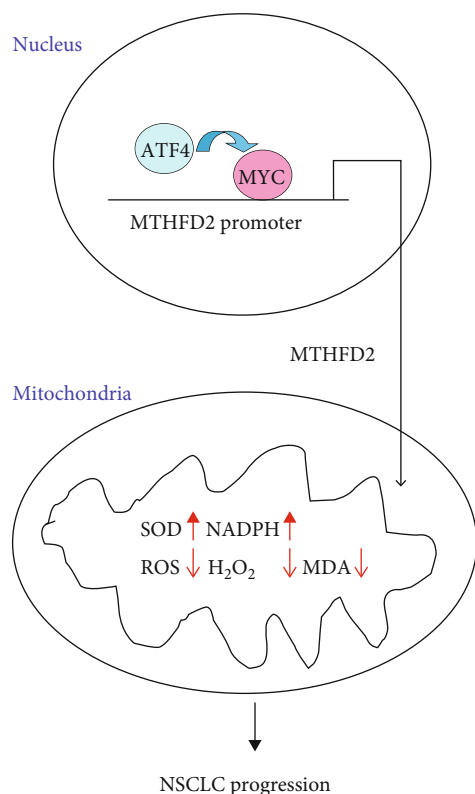 Nucleus
ATF4
MYC
MTHFD2 promoter
MTHFD2
Mitochondria
SOD NADPH
ROS H₂O₂ MDA
NSCLC progression